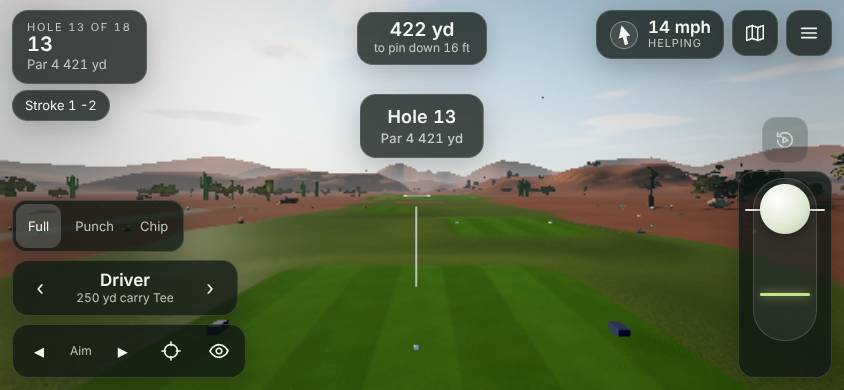 HOLE 13 OF 18
13
Par 4 421 yd
Stroke 1 -2
422 yd
to pin down 16 ft
14 mph
HELPING
Hole 13
Par 4 421 yd
Full
Punch
Chip
Driver
250 yd carry Tee
Aim